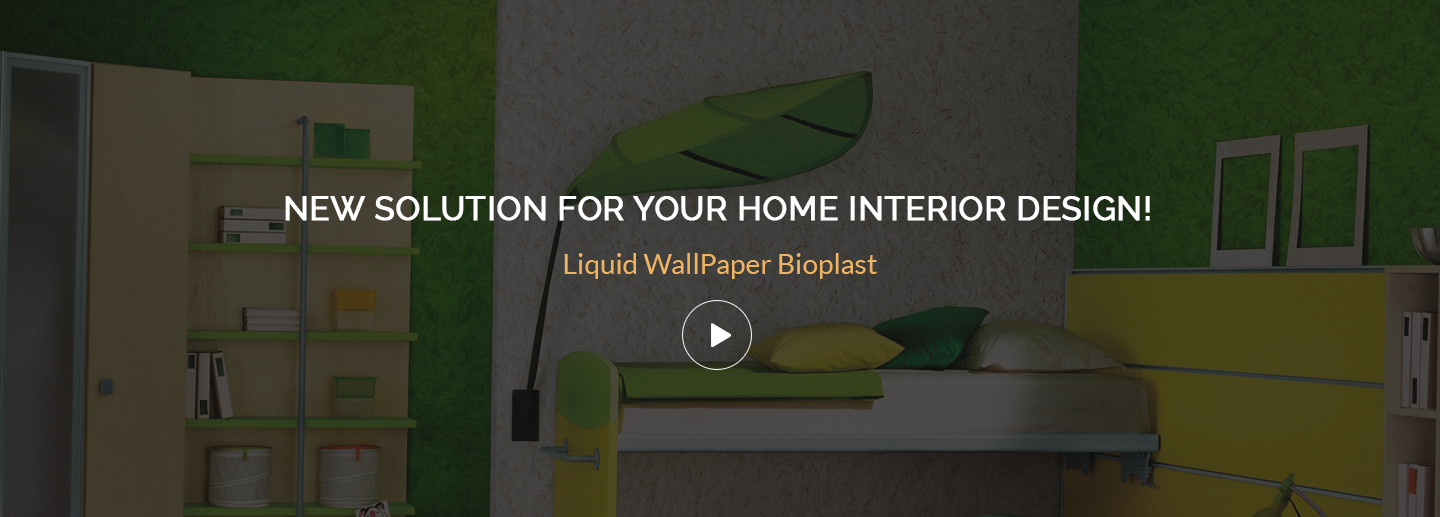 NEW SOLUTION FOR YOUR HOME INTERIOR DESIGN!
Liquid WallPaper Bioplast